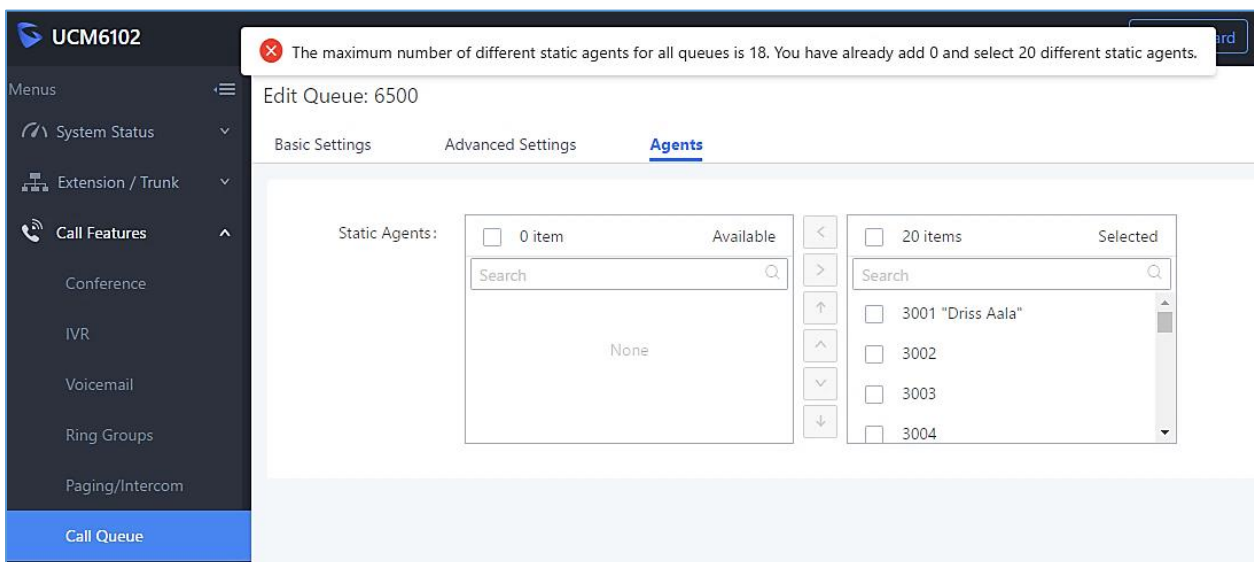 UCM6102
The maximum number of different static agents for all queues is 18. You have already add 0 and select 20 different static agents.
Menus
Edit Queue: 6500
System Status
Basic Settings
Advanced Settings
Agents
Extension / Trunk
Call Features
Static Agents:
0 item
Available
20 items
Selected
Search
Search
3001 "Driss Aala"
Conference
None
3002
IVR
3003
Voicemail
3004
Ring Groups
Paging/Intercom
Call Queue